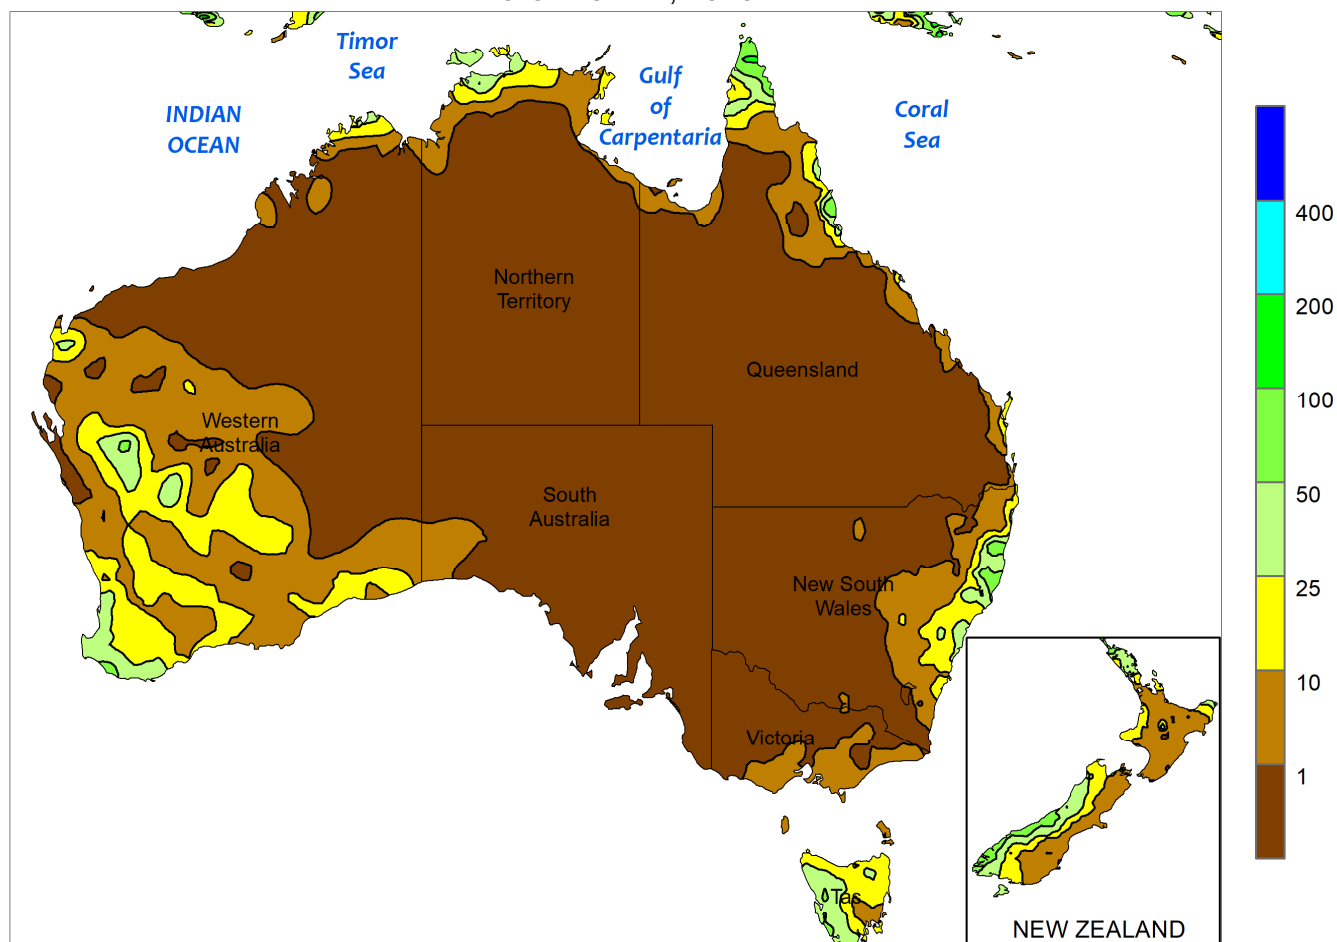 Timor
Sea
Gulf
of
Carpentaria
INDIAN
OCEAN
Coral
Sea
400
200
100
50
25
10
1
Northern
Territory
Queensland
Western
Australia
South
Australia
New South
Wales
Victoria
Tas
NEW ZEALAND